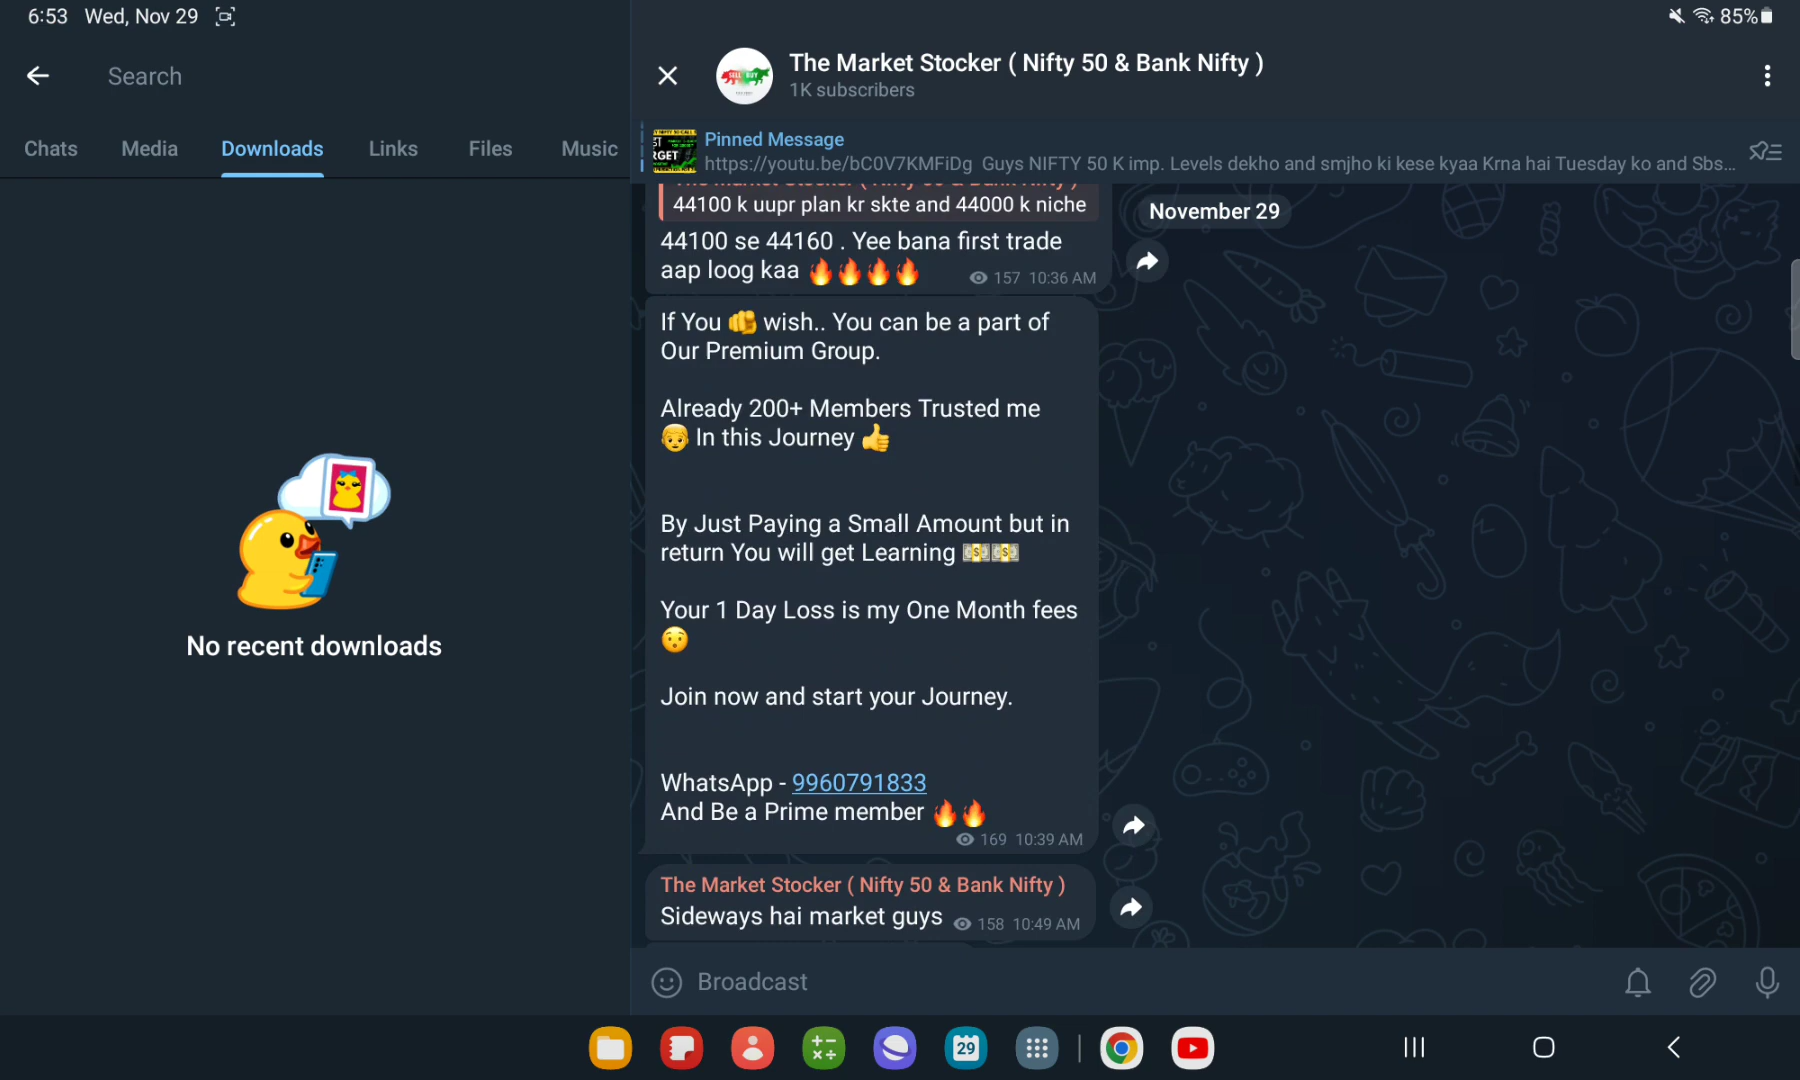 6:53 Wed, Nov 29
85%
Search
Chats Media Downloads Links Files Music
No recent downloads
The Market Stocker ( Nifty 50 & Bank Nifty )
1K subscribers
Pinned Message
https://youtu.be/bC0V7KMFiDg Guys NIFTY 50 K imp. Levels dekho and smjho ki kese kyaa Krna hai Tuesday ko and Sbs...
The Market Stocker ( Nifty 50 & Bank Nifty )
44100 k uupr plan kr skte and 44000 k niche
November 29
44100 se 44160 . Yee bana first trade
aap loog kaa 🔥🔥🔥🔥 157 10:36 AM
If You 🫵 wish.. You can be a part of
Our Premium Group.
Already 200+ Members Trusted me
👨‍🦳 In this Journey 👍
By Just Paying a Small Amount but in
return You will get Learning 💵💵
Your 1 Day Loss is my One Month fees
😯
Join now and start your Journey.
WhatsApp - 9960791833
And Be a Prime member 🔥🔥
169 10:39 AM
The Market Stocker ( Nifty 50 & Bank Nifty )
Sideways hai market guys 158 10:49 AM
Broadcast
29